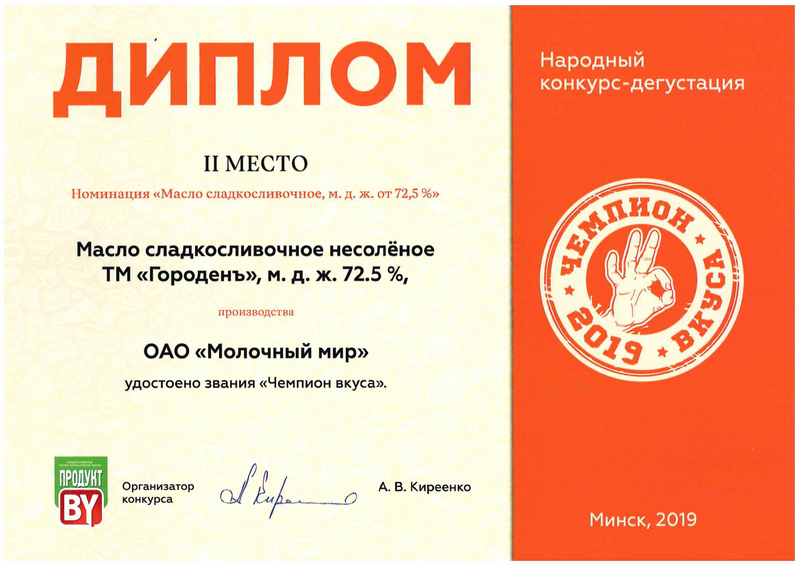 ДИПЛОМ
II МЕСТО
Номинация «Масло сладкосливочное, м. д. ж. от 72,5 %»
Масло сладкосливочное несолёное
ТМ «Городенъ», м. д. ж. 72.5 %,
производства
ОАО «Молочный мир»
удостоено звания «Чемпион вкуса».
ПРОДУКТ
BY
Организатор
конкурса
А. В. Киреенко
Народный
конкурс-дегустация
ЧЕМПИОН
ВКУСА
2019
Минск, 2019